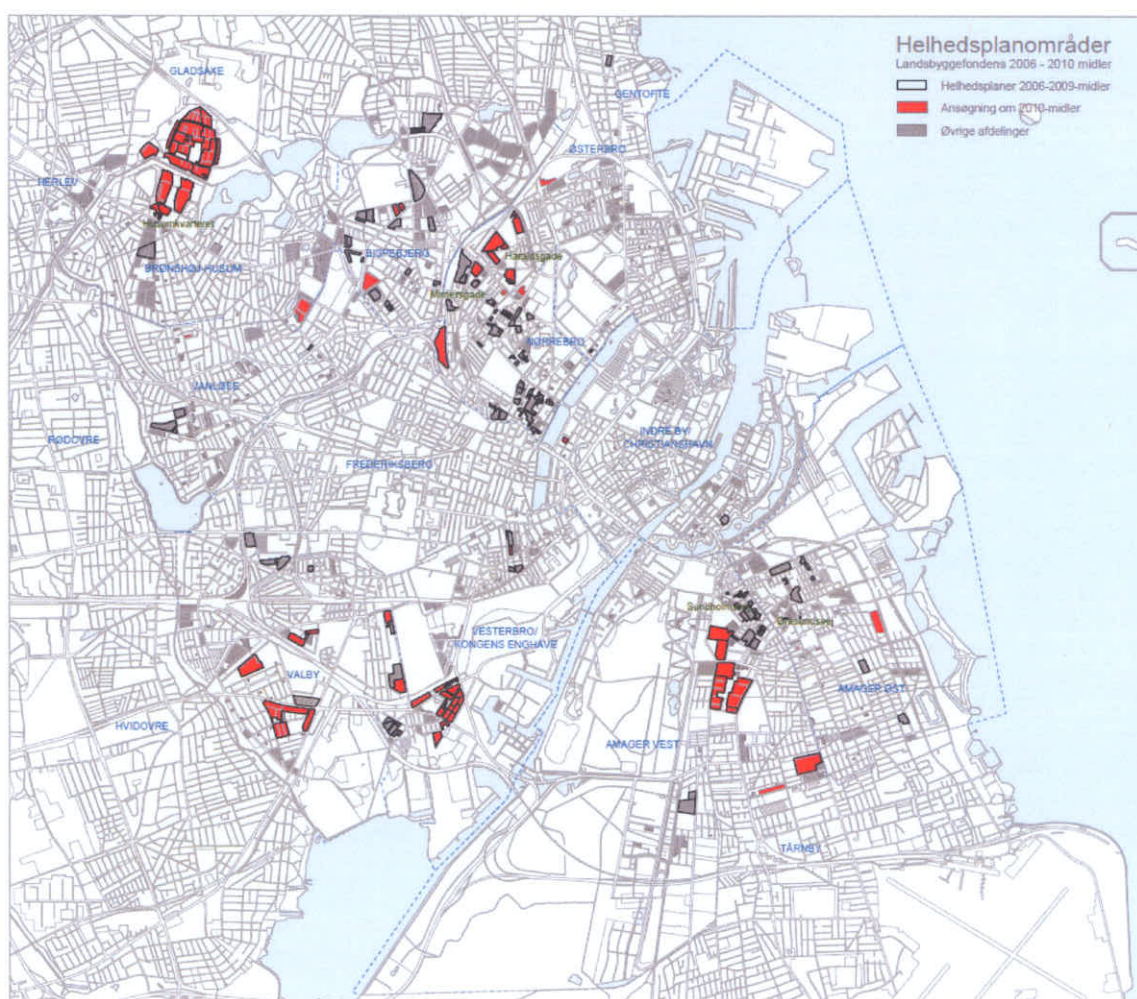 Helhedsplanområder
Landsbyggefondens 2006 - 2010 midler
Helhedsplaner 2006-2009-midler
Ansøgning om 2010-midler
Øvrige afdelinger
GLADSAXE
GENTOFTE
ØSTERBRO
HERLEV
Husumkvarteret
BISPEBJERG
Haraldsgade
BRØNSHØJ-HUSUM
Mimersgade
NØRREBRO
VANLØSE
RØDOVRE
INDRE BY/
CHRISTIANSHAVN
FREDERIKSBERG
VESTERBRO/
KONGENS ENGHAVE
VALBY
AMAGER ØST
HVIDOVRE
AMAGER VEST
TÅRNBY